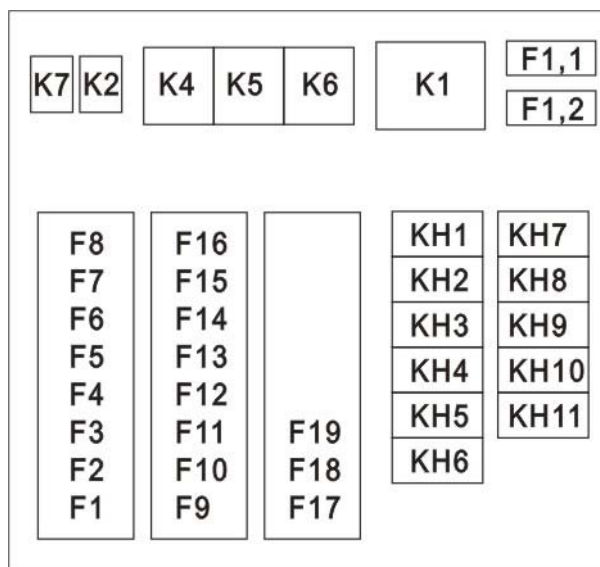 K7 K2 K4 K5 K6 K1 F1,1
F1,2
F8 F16 KH1 KH7
F7 F15 KH2 KH8
F6 F14 KH3 KH9
F5 F13 KH4 KH10
F4 F12 KH5 KH11
F3 F11 F19 KH6
F2 F10 F18
F1 F9 F17